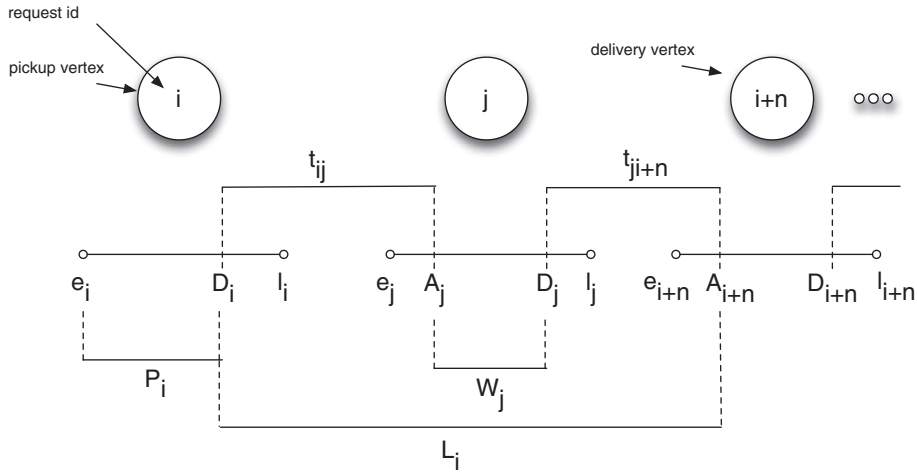 request id
pickup vertex
delivery vertex
i
j
i+n
t_ij
t_ji+n
e_i
D_i
l_i
e_j
A_j
D_j
l_j
e_i+n
A_i+n
D_i+n
l_i+n
P_i
W_j
L_i